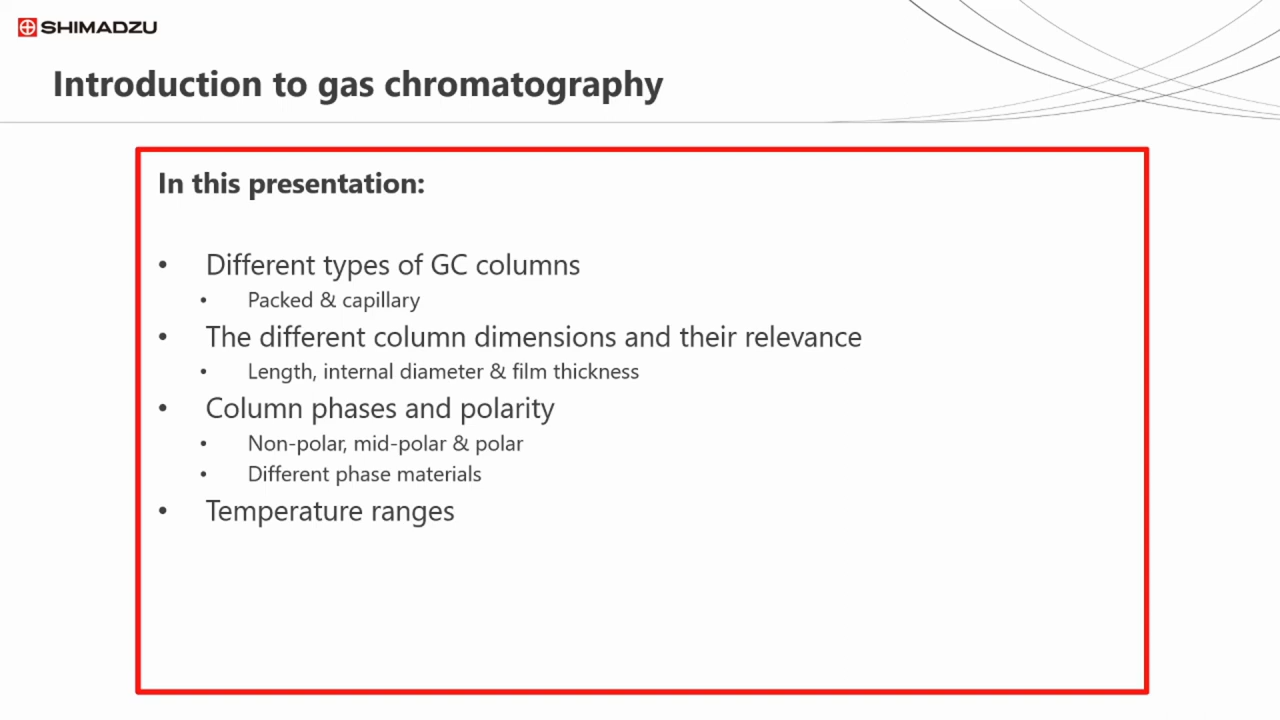 SHIMADZU
Introduction to gas chromatography
In this presentation:
• Different types of GC columns
• Packed & capillary
• The different column dimensions and their relevance
• Length, internal diameter & film thickness
• Column phases and polarity
• Non-polar, mid-polar & polar
• Different phase materials
• Temperature ranges